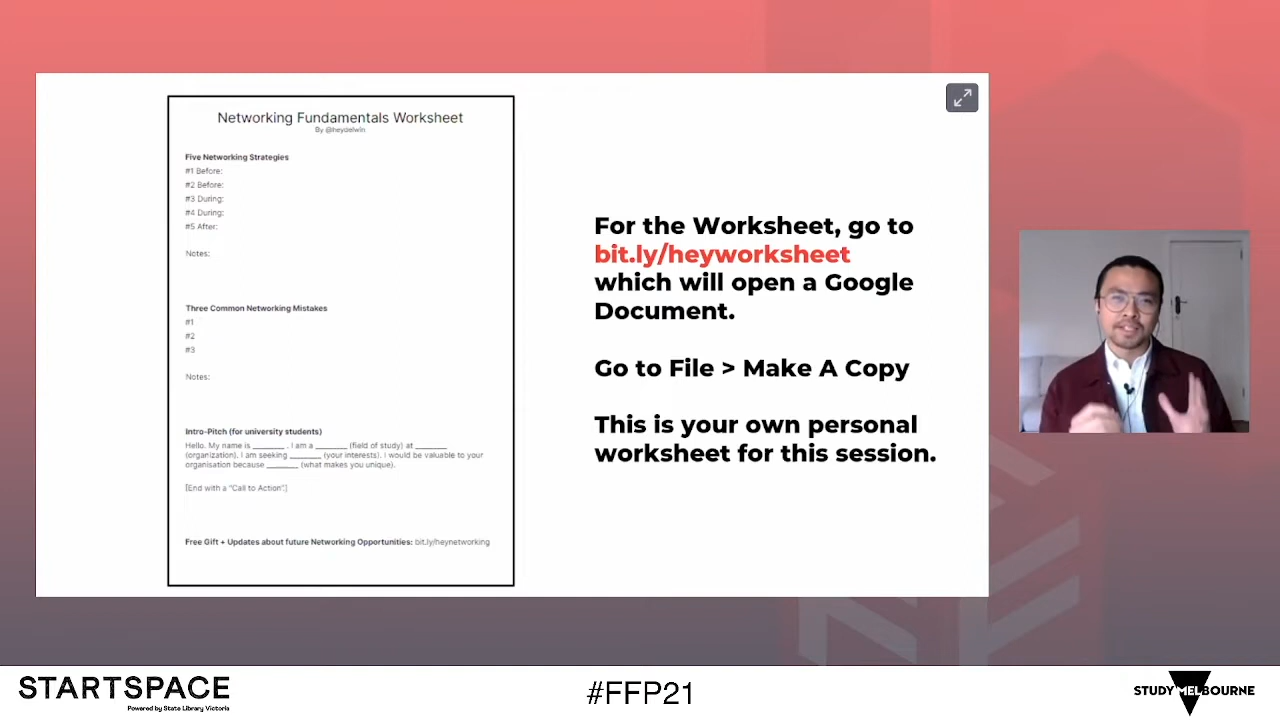 Networking Fundamentals Worksheet
By @heydelwin
Five Networking Strategies
#1 Before:
#2 Before:
#3 During:
#4 During:
#5 After:
Notes:
Three Common Networking Mistakes
#1
#2
#3
Notes:
Intro-Pitch (for university students)
Hello. My name is _______ . I am a _______ (field of study) at _______
(organization). I am seeking _______ (your interests). I would be valuable to your
organisation because _______ (what makes you unique).
[End with a "Call to Action".]
Free Gift + Updates about future Networking Opportunities: bit.ly/heynetworking
For the Worksheet, go to
bit.ly/heyworksheet
which will open a Google
Document.
Go to File > Make A Copy
This is your own personal
worksheet for this session.
STARTSPACE
Powered by State Library Victoria
#FFP21
STUDY MELBOURNE